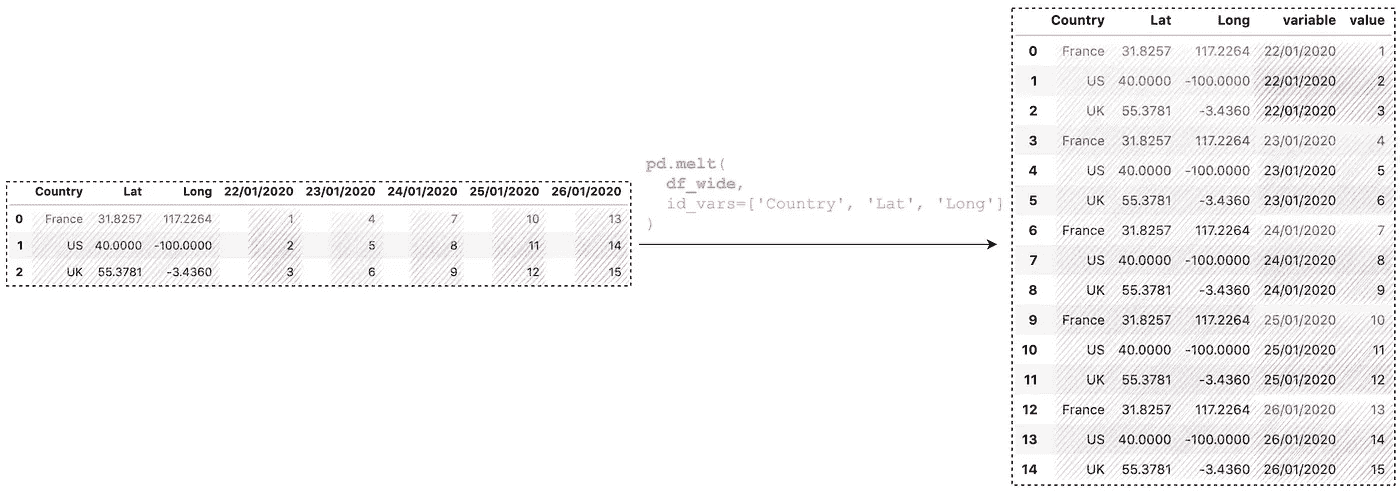 Country Lat Long 22/01/2020 23/01/2020 24/01/2020 25/01/2020 26/01/2020
0 France 31.8257 117.2264 1 4 7 10 13
1 US 40.0000 -100.0000 2 5 8 11 14
2 UK 55.3781 -3.4360 3 6 9 12 15
pd.melt(
df_wide,
id_vars=['Country', 'Lat', 'Long']
)
Country Lat Long variable value
0 France 31.8257 117.2264 22/01/2020 1
1 US 40.0000 -100.0000 22/01/2020 2
2 UK 55.3781 -3.4360 22/01/2020 3
3 France 31.8257 117.2264 23/01/2020 4
4 US 40.0000 -100.0000 23/01/2020 5
5 UK 55.3781 -3.4360 23/01/2020 6
6 France 31.8257 117.2264 24/01/2020 7
7 US 40.0000 -100.0000 24/01/2020 8
8 UK 55.3781 -3.4360 24/01/2020 9
9 France 31.8257 117.2264 25/01/2020 10
10 US 40.0000 -100.0000 25/01/2020 11
11 UK 55.3781 -3.4360 25/01/2020 12
12 France 31.8257 117.2264 26/01/2020 13
13 US 40.0000 -100.0000 26/01/2020 14
14 UK 55.3781 -3.4360 26/01/2020 15